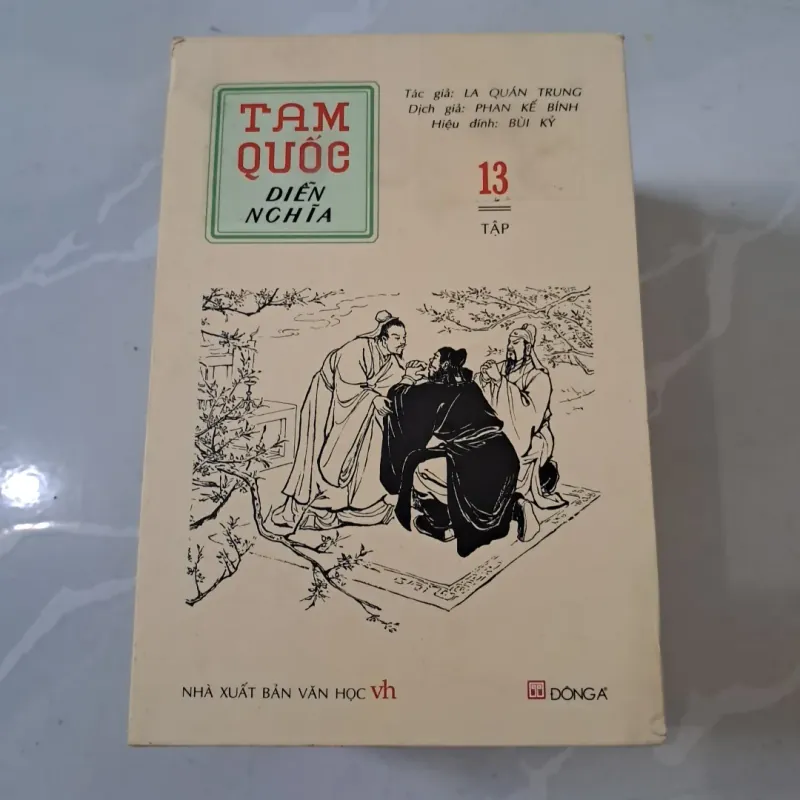 TAM
QUỐC
DIỄN
NGHĨA
Tác giả: LA QUÁN TRUNG
Dịch giả: PHAN KẾ BÍNH
Hiệu đính: BÙI KỶ
13
TẬP
NHÀ XUẤT BẢN VĂN HỌC vh
ĐÔNG A